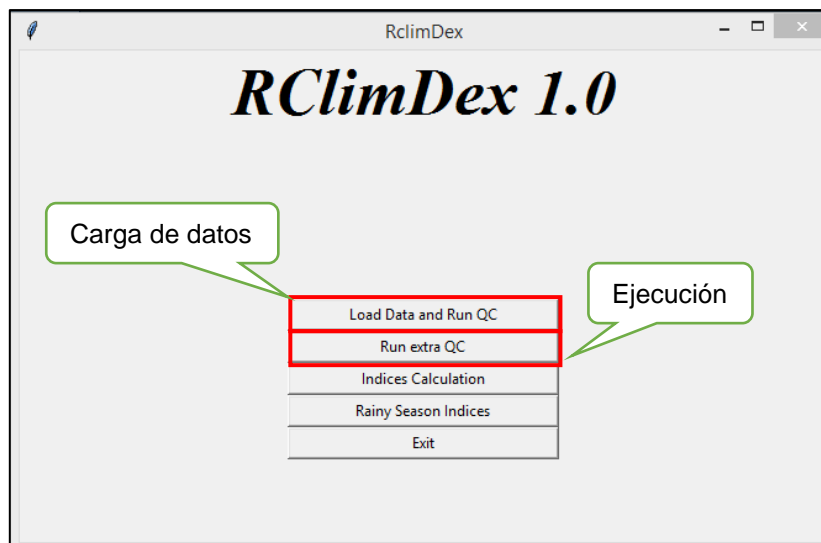 RclimDex
RClimDex 1.0
Carga de datos
Ejecución
Load Data and Run QC
Run extra QC
Indices Calculation
Rainy Season Indices
Exit